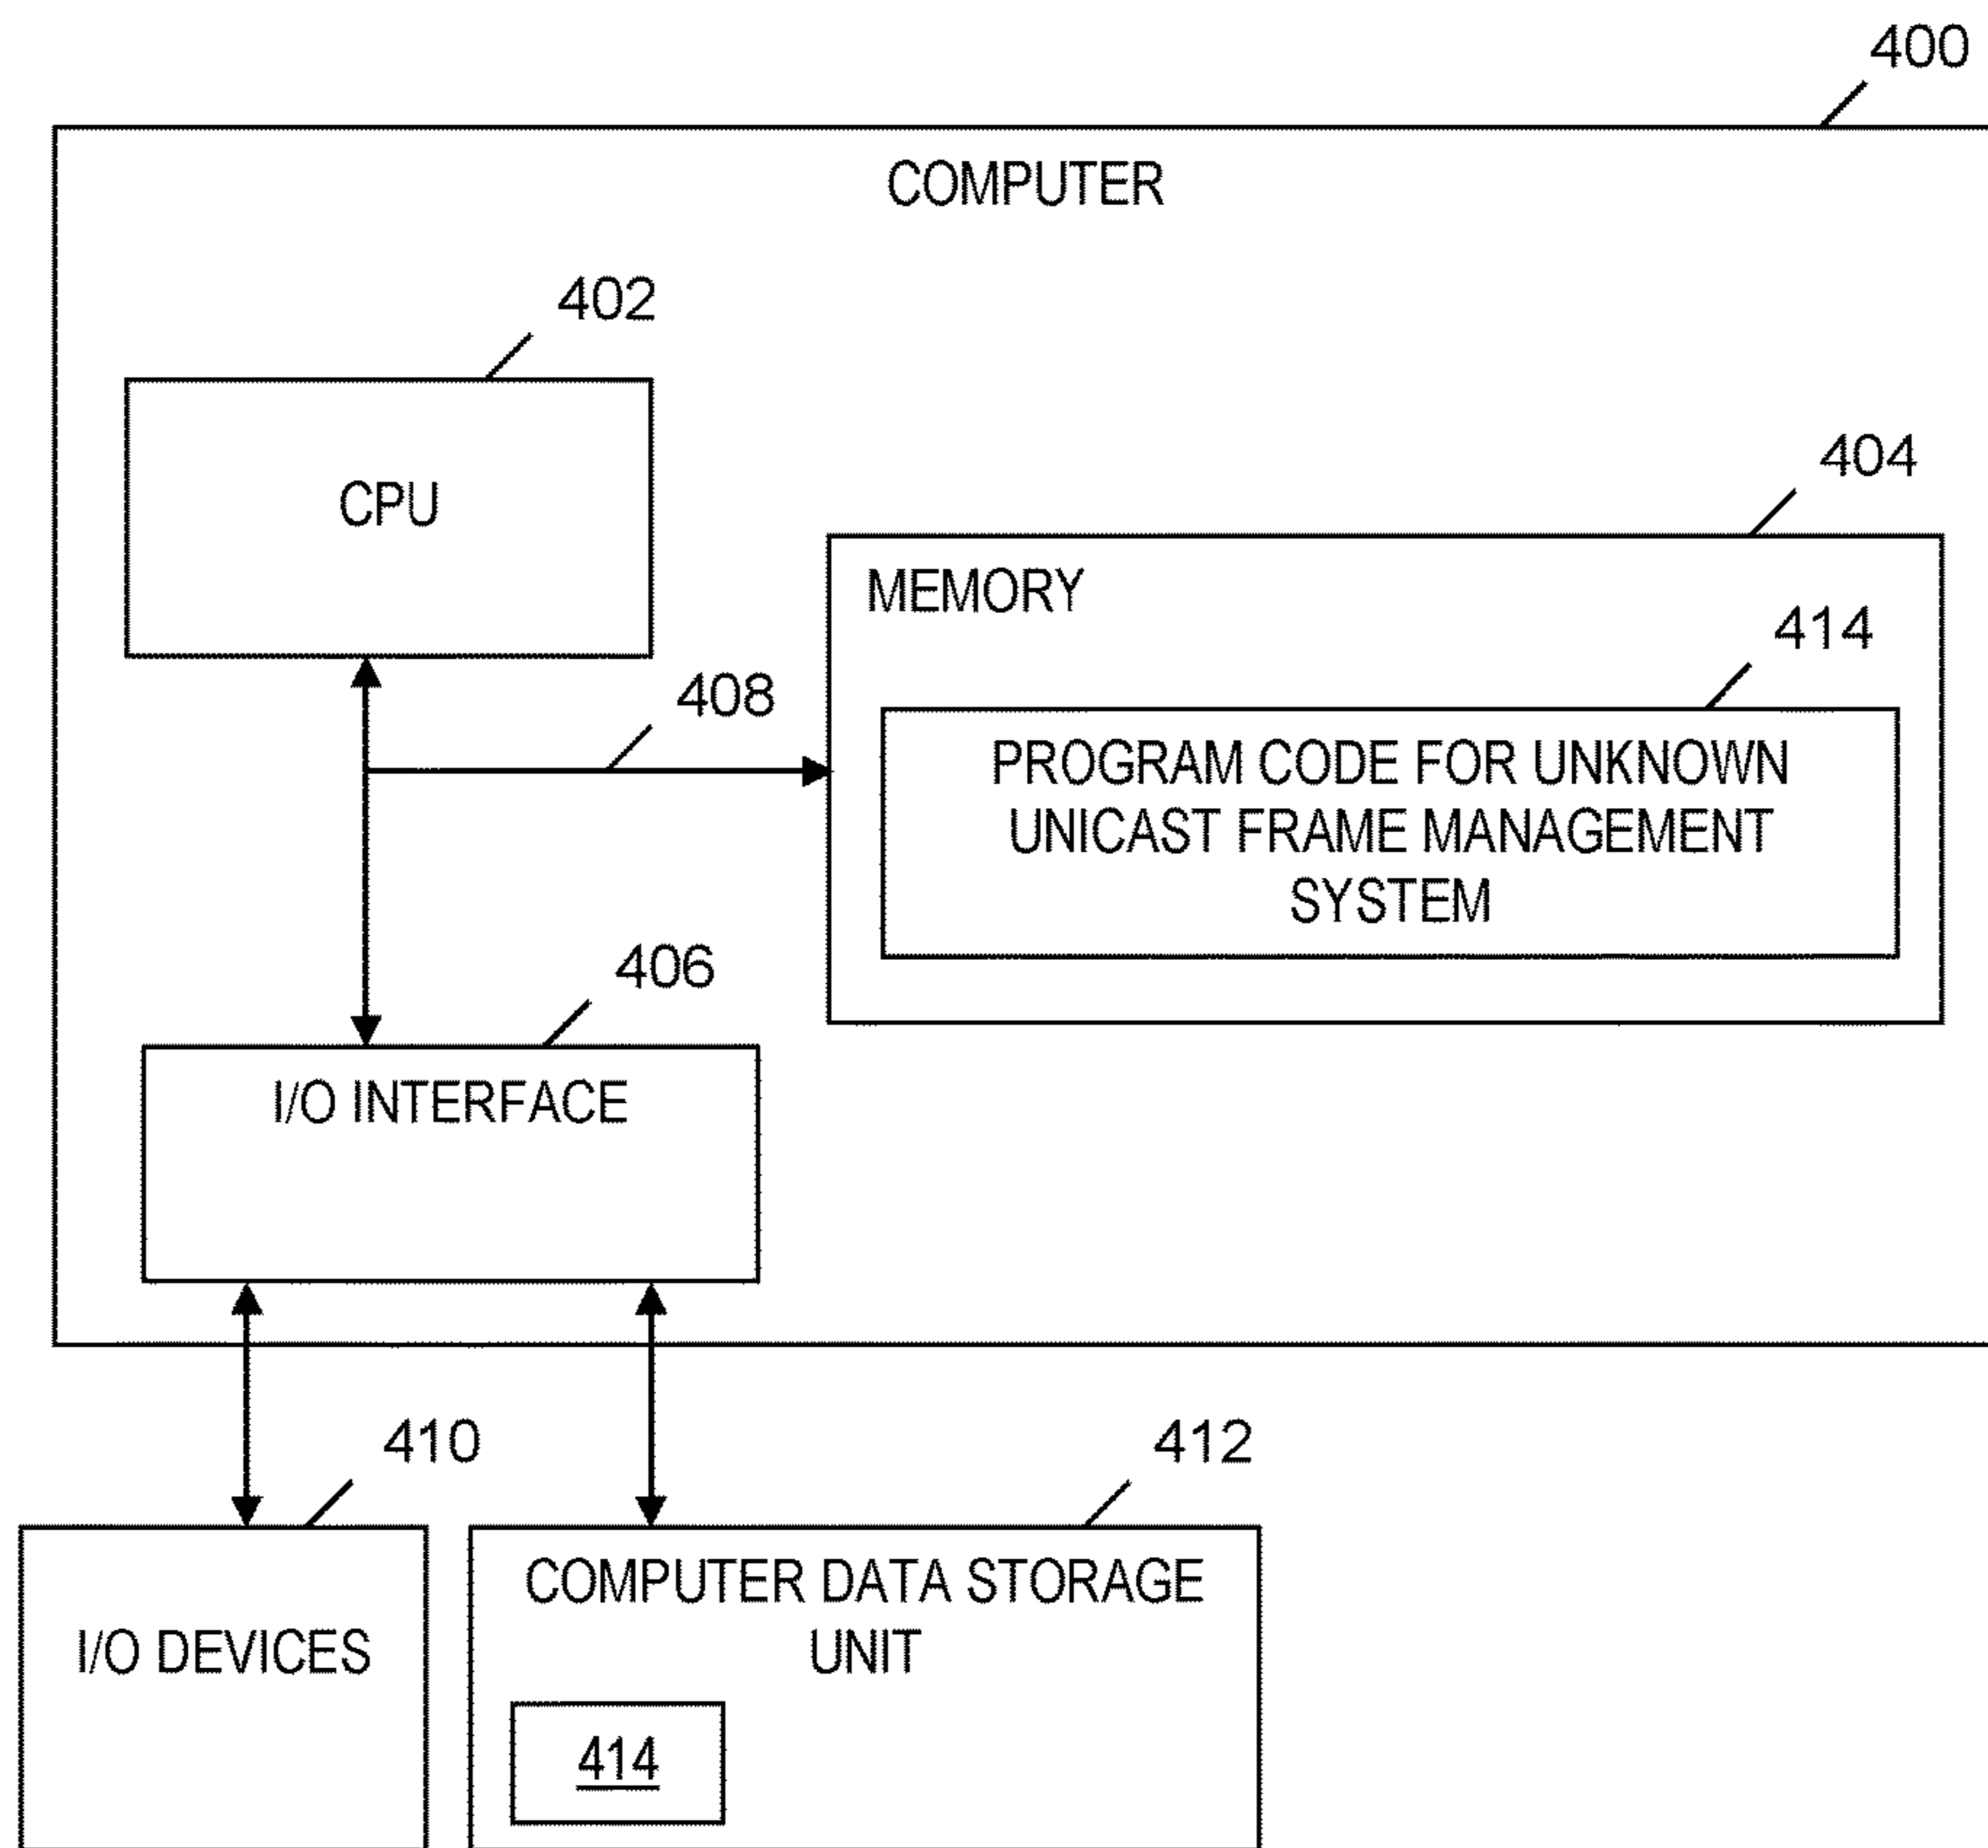 400
COMPUTER
402
CPU
404
MEMORY
414
408
PROGRAM CODE FOR UNKNOWN
UNICAST FRAME MANAGEMENT
SYSTEM
406
I/O INTERFACE
410
412
I/O DEVICES
COMPUTER DATA STORAGE
UNIT
414